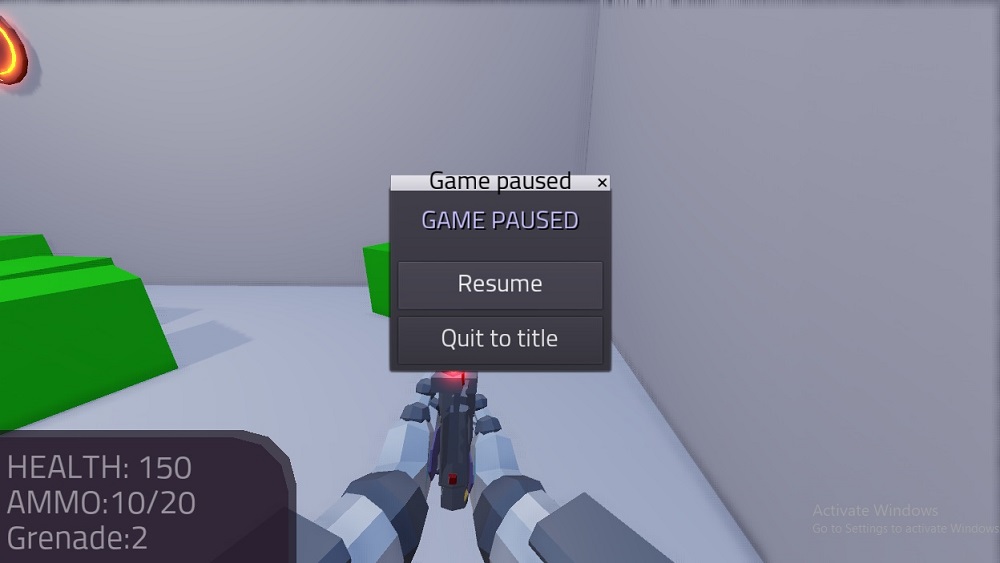 Game paused ×
GAME PAUSED
Resume
Quit to title
HEALTH: 150
AMMO:10/20
Grenade:2
Activate Windows
Go to Settings to activate Windows